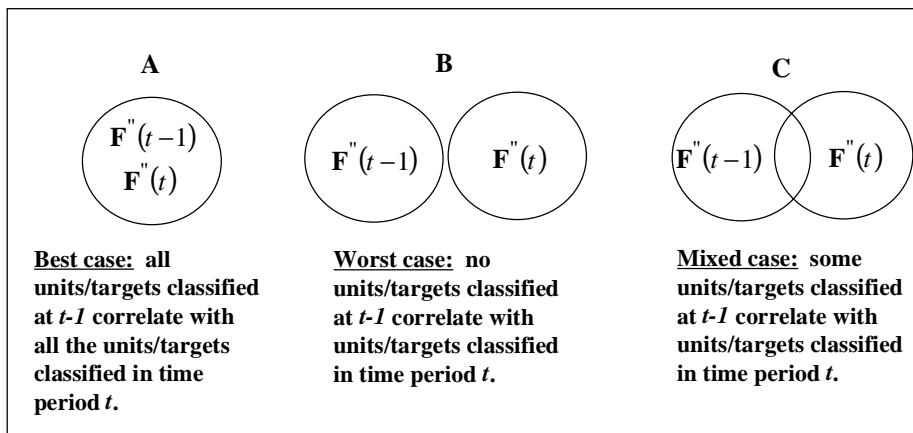 A
F"(t−1)
F"(t)
Best case: all
units/targets classified
at t-1 correlate with
all the units/targets
classified in time
period t.
B
F"(t−1)
F"(t)
Worst case: no
units/targets classified
at t-1 correlate with
units/targets classified
in time period t.
C
F"(t−1)
F"(t)
Mixed case: some
units/targets classified
at t-1 correlate with
units/targets classified
in time period t.